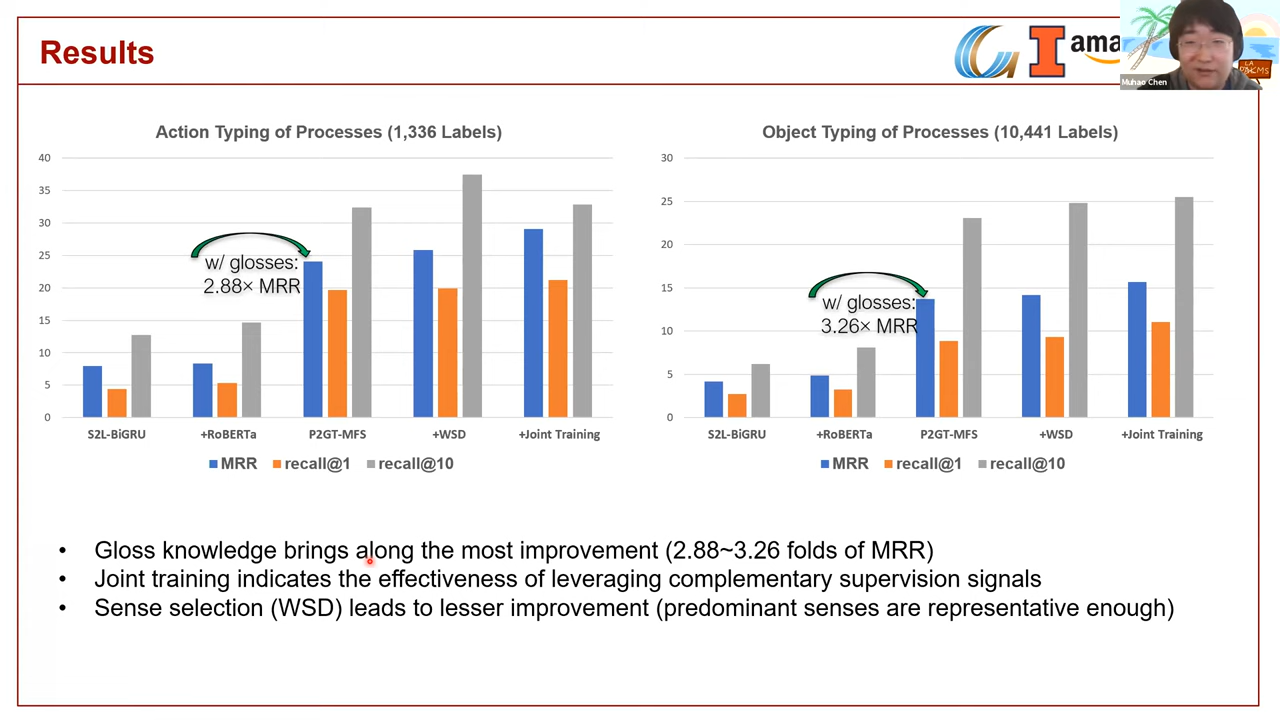 Results
ama
Muhao Chen
LA
Action Typing of Processes (1,336 Labels)
40
35
30
25
20
15
10
5
0
w/ glosses:
2.88× MRR
S2L-BiGRU
+RoBERTa
P2GT-MFS
+WSD
+Joint Training
MRR
recall@1
recall@10
Object Typing of Processes (10,441 Labels)
30
25
20
15
10
5
0
w/ glosses:
3.26× MRR
S2L-BiGRU
+RoBERTa
P2GT-MFS
+WSD
+Joint Training
MRR
recall@1
recall@10
• Gloss knowledge brings along the most improvement (2.88~3.26 folds of MRR)
• Joint training indicates the effectiveness of leveraging complementary supervision signals
• Sense selection (WSD) leads to lesser improvement (predominant senses are representative enough)